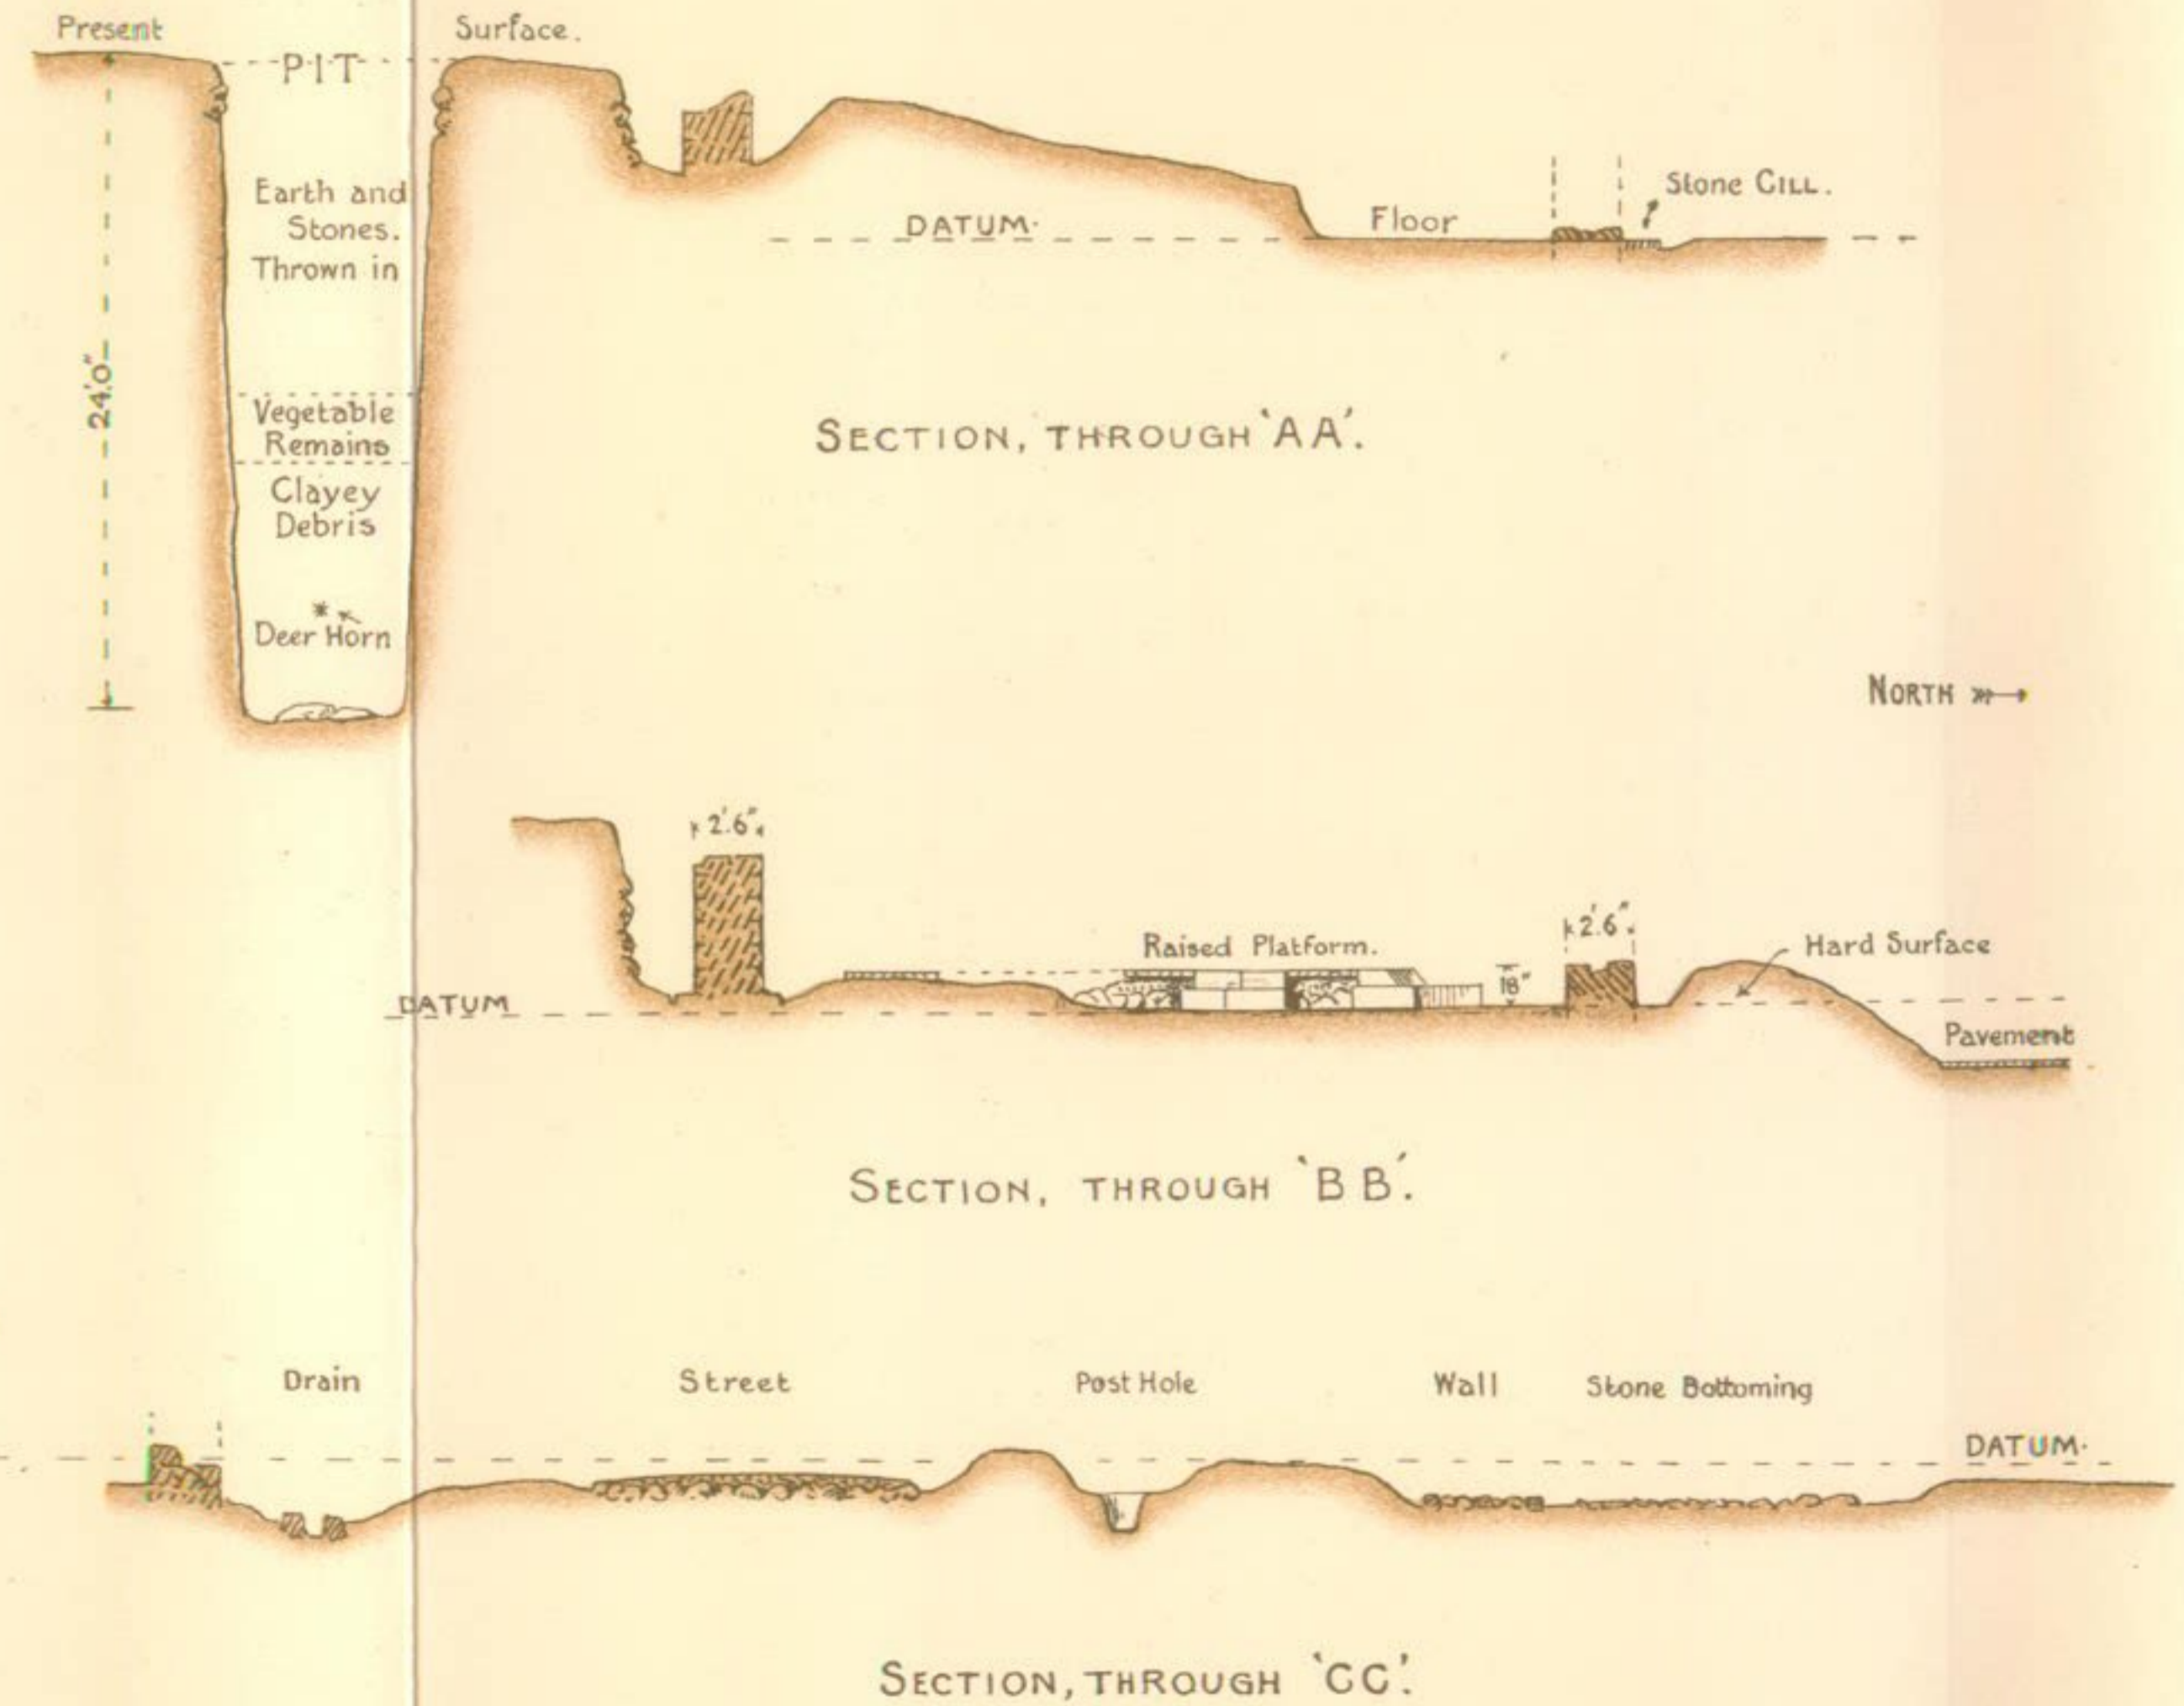 Present
Surface.
PIT
Earth and
Stones.
Thrown in
24'.0"
Vegetable
Remains
Clayey
Debris
Deer Horn
DATUM.
Floor
Stone CILL.
SECTION, THROUGH 'AA'.
NORTH
2'.6"
Raised Platform.
18"
2'.6"
Hard Surface
DATUM
Pavement
SECTION, THROUGH 'BB'.
Drain
Street
Post Hole
Wall
Stone Bottoming
DATUM.
SECTION, THROUGH 'CC'.